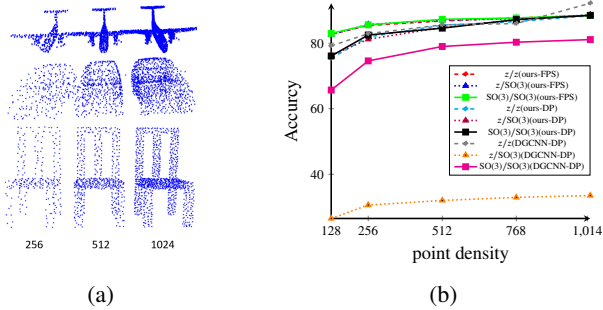 256 512 1024
(a)
Accurcy
80
60
40
z/z(ours-FPS)
z/SO(3)(ours-FPS)
SO(3)/SO(3)(ours-FPS)
z/z(ours-DP)
z/SO(3)(ours-DP)
SO(3)/SO(3)(ours-DP)
z/z(DGCNN-DP)
z/SO(3)(DGCNN-DP)
SO(3)/SO(3)(DGCNN-DP)
128 256 512 768 1,014
point density
(b)